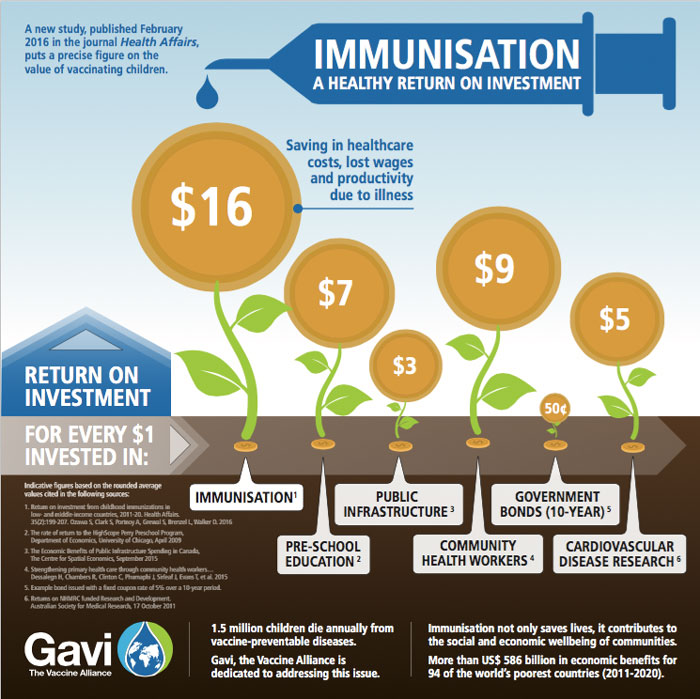 A new study, published February
2016 in the journal Health Affairs,
puts a precise figure on the
value of vaccinating children.
IMMUNISATION
A HEALTHY RETURN ON INVESTMENT
Saving in healthcare
costs, lost wages
and productivity
due to illness
$16
$7
$3
$9
50¢
$5
RETURN ON
INVESTMENT
FOR EVERY $1
INVESTED IN:
IMMUNISATION1
PRE-SCHOOL
EDUCATION 2
PUBLIC
INFRASTRUCTURE 3
COMMUNITY
HEALTH WORKERS 4
GOVERNMENT
BONDS (10-YEAR) 5
CARDIOVASCULAR
DISEASE RESEARCH 6
Indicative figures based on the rounded average
values cited in the following sources:
1. Return on investment from childhood immunizations in
low- and middle-income countries, 2011-20. Health Affairs.
35(2):199-207. Ozawa S, Clark S, Portnoy A, Grewal S, Brenzel L, Walker D. 2016
2. The rate of return to the HighScope Perry Preschool Program,
Department of Economics, University of Chicago, April 2009
3. The Economic Benefits of Public Infrastructure Spending in Canada,
The Centre for Spatial Economics, September 2015
4. Strengthening primary health care through community health workers...
Dessalegn H, Chambers R, Clinton C, Phumaphi J, Sirleaf J, Evans T, et al. 2015
5. Example bond issued with a fixed coupon rate of 5% over a 10-year period.
6. Returns on NHMRC funded Research and Development.
Australian Society for Medical Research, 17 October 2011
Gavi
The Vaccine Alliance
1.5 million children die annually from
vaccine-preventable diseases.
Gavi, the Vaccine Alliance is
dedicated to addressing this issue.
Immunisation not only saves lives, it contributes to
the social and economic wellbeing of communities.
More than US$ 586 billion in economic benefits for
94 of the world's poorest countries (2011-2020).